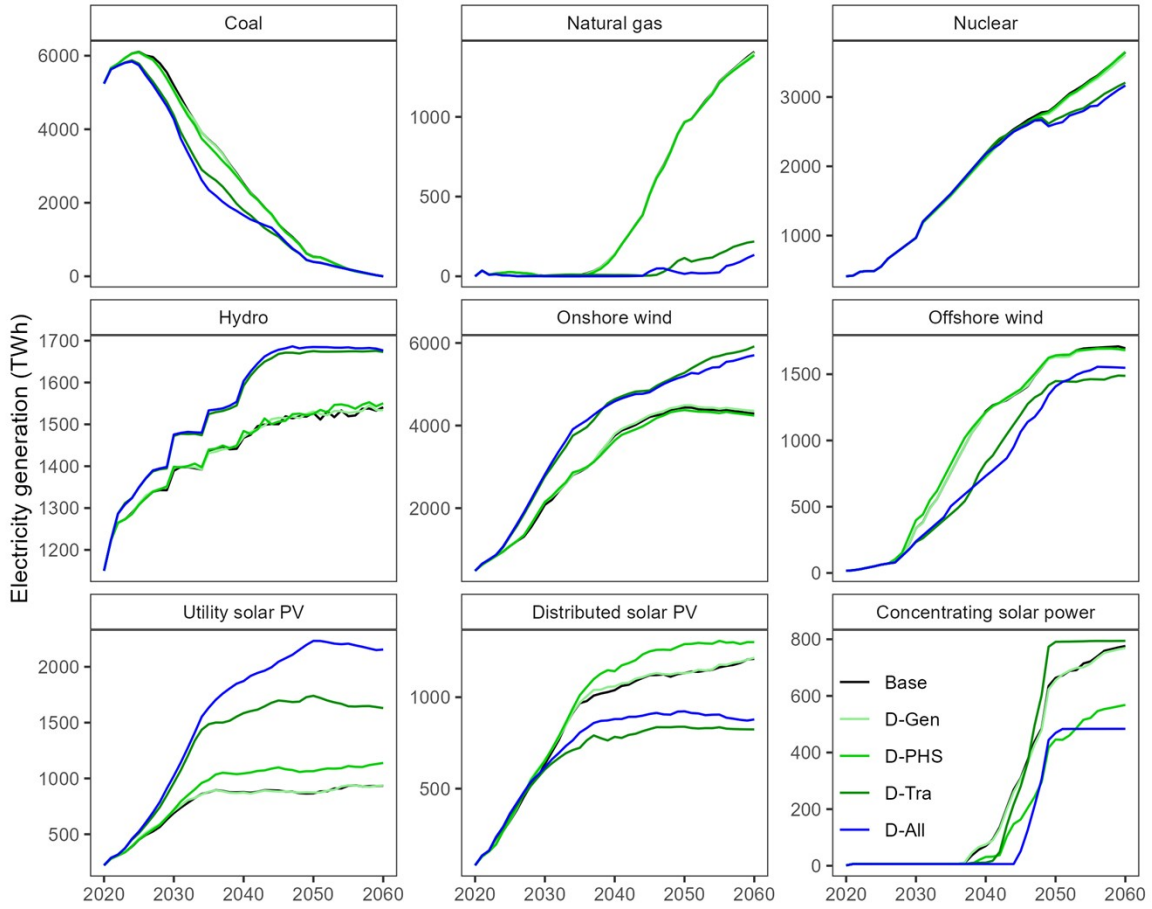 Coal
Natural gas
Nuclear
6000
4000
2000
0
1000
500
0
3000
2000
1000
Hydro
Onshore wind
Offshore wind
Electricity generation (TWh)
1700
1600
1500
1400
1300
1200
6000
4000
2000
1500
1000
500
0
Utility solar PV
Distributed solar PV
Concentrating solar power
2000
1500
1000
500
1000
500
800
600
400
200
0
Base
D-Gen
D-PHS
D-Tra
D-All
2020 2030 2040 2050 2060
2020 2030 2040 2050 2060
2020 2030 2040 2050 2060